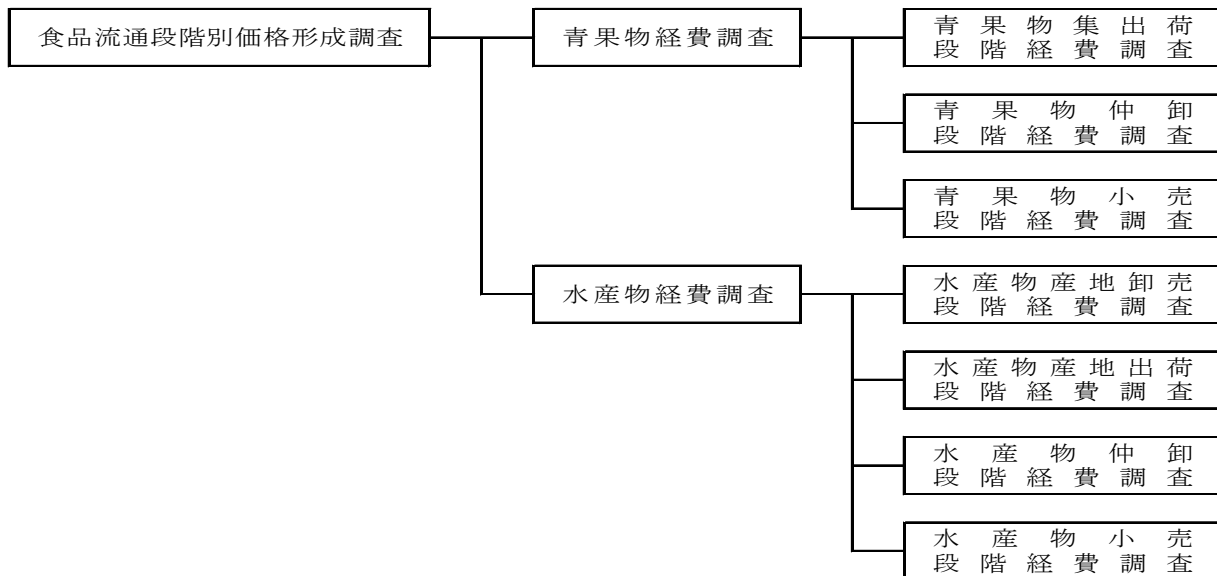 食品流通段階別価格形成調査
青果物経費調査
青果物集出荷
段階経費調査
青果物仲卸
段階経費調査
青果物小売
段階経費調査
水産物経費調査
水産物産地卸売
段階経費調査
水産物産地出荷
段階経費調査
水産物仲卸
段階経費調査
水産物小売
段階経費調査